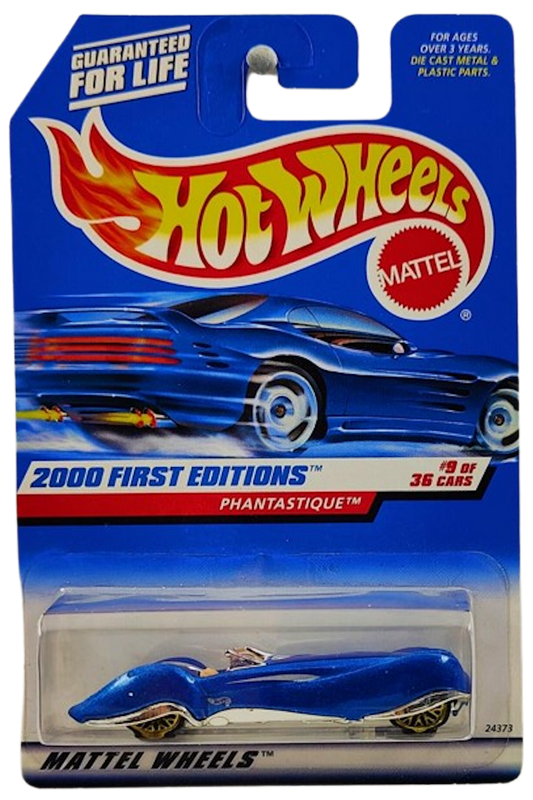 GUARANTEED
FOR LIFE
FOR AGES
OVER 3 YEARS.
DIE CAST METAL &
PLASTIC PARTS.
HOT WHEELS
MATTEL
®
2000 FIRST EDITIONS™
#9 OF
36 CARS
PHANTASTIQUE™
24373
MATTEL WHEELS™